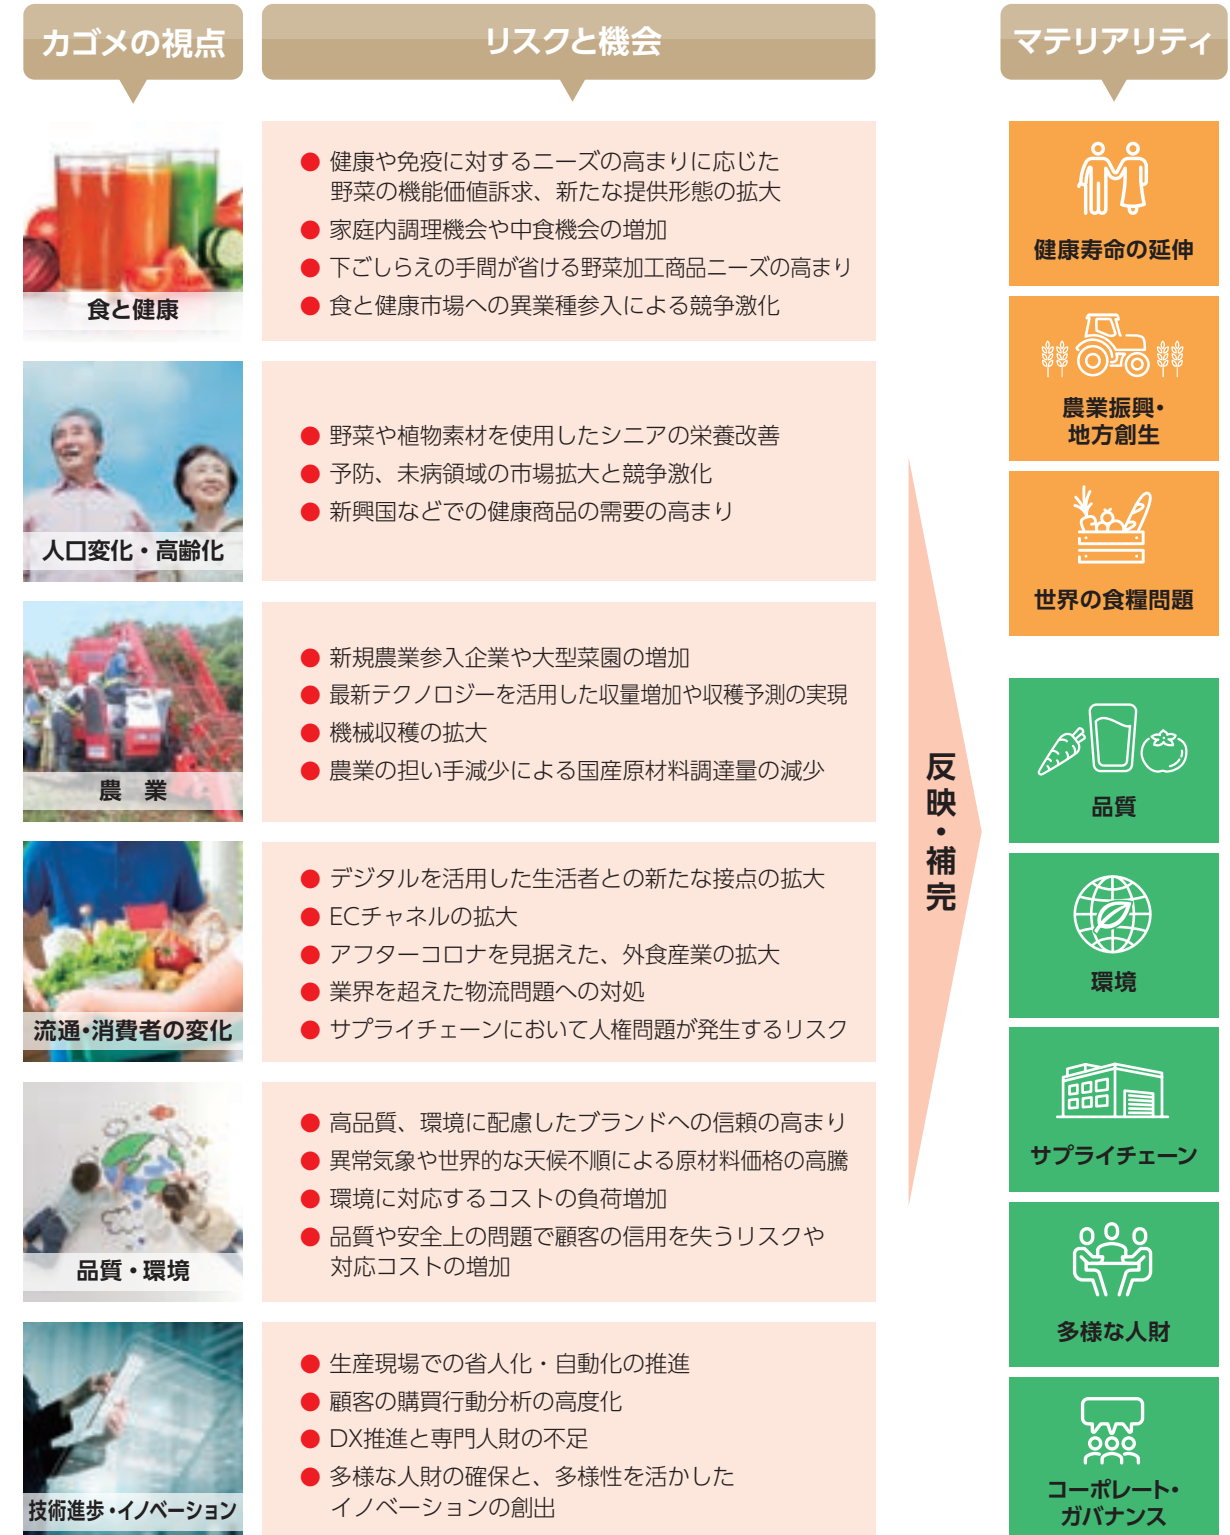 カゴメの視点
リスクと機会
マテリアリティ
食と健康
● 健康や免疫に対するニーズの高まりに応じた
野菜の機能価値訴求、新たな提供形態の拡大
● 家庭内調理機会や中食機会の増加
● 下ごしらえの手間が省ける野菜加工商品ニーズの高まり
● 食と健康市場への異業種参入による競争激化
人口変化・高齢化
● 野菜や植物素材を使用したシニアの栄養改善
● 予防、未病領域の市場拡大と競争激化
● 新興国などでの健康商品の需要の高まり
農　業
● 新規農業参入企業や大型菜園の増加
● 最新テクノロジーを活用した収量増加や収穫予測の実現
● 機械収穫の拡大
● 農業の担い手減少による国産原材料調達量の減少
流通・消費者の変化
● デジタルを活用した生活者との新たな接点の拡大
● ECチャネルの拡大
● アフターコロナを見据えた、外食産業の拡大
● 業界を超えた物流問題への対処
● サプライチェーンにおいて人権問題が発生するリスク
品質・環境
● 高品質、環境に配慮したブランドへの信頼の高まり
● 異常気象や世界的な天候不順による原材料価格の高騰
● 環境に対応するコストの負荷増加
● 品質や安全上の問題で顧客の信用を失うリスクや
対応コストの増加
技術進歩・イノベーション
● 生産現場での省人化・自動化の推進
● 顧客の購買行動分析の高度化
● DX推進と専門人財の不足
● 多様な人財の確保と、多様性を活かした
イノベーションの創出
反映・補完
健康寿命の延伸
農業振興・
地方創生
世界の食糧問題
品質
環境
サプライチェーン
多様な人財
コーポレート・
ガバナンス